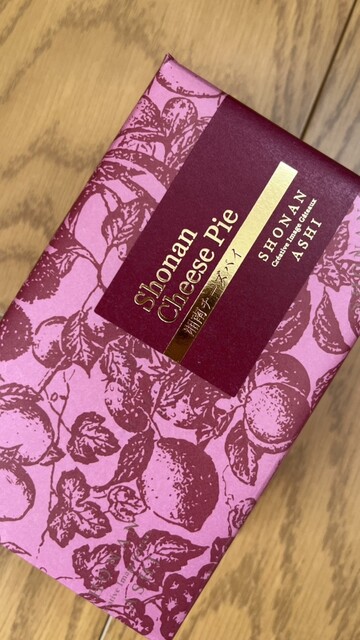 Shonan
Cheese Pie
湘南チーズパイ
SHONAN
Créative Image Gâteaux
ASHI